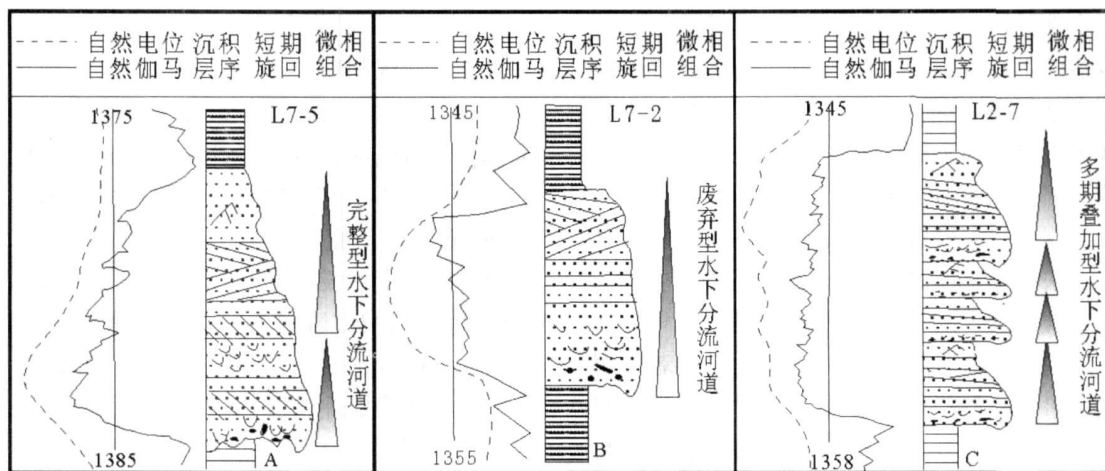 自然电位 沉积 短期 微相
自然伽马 层序 旋回 组合
1375
L7-5
完整型水下分流河道
1385
A
自然电位 沉积 短期 微相
自然伽马 层序 旋回 组合
1345
L7-2
废弃型水下分流河道
1355
B
自然电位 沉积 短期 微相
自然伽马 层序 旋回 组合
1345
L2-7
多期叠加型水下分流河道
1358
C